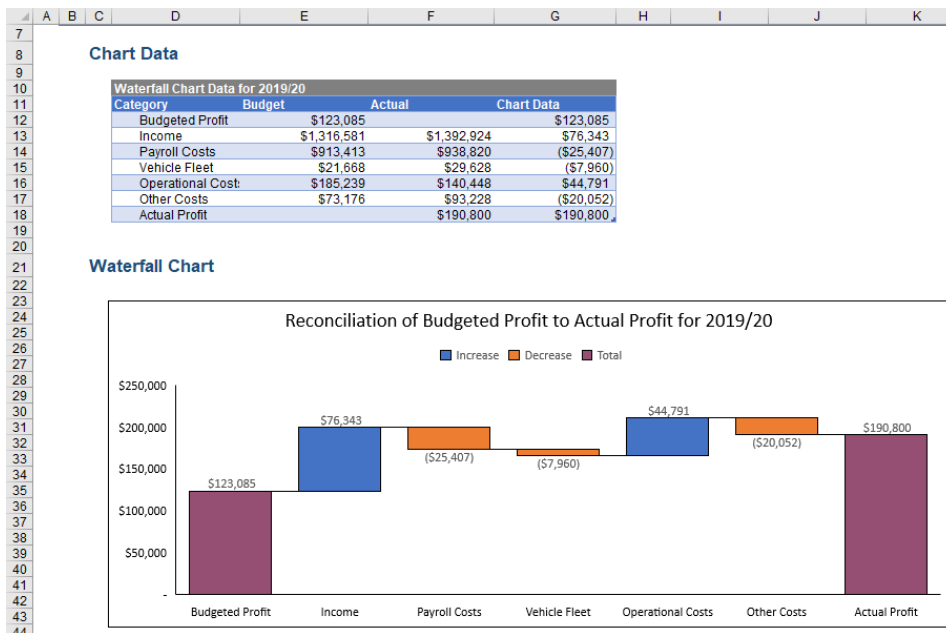 A B C D E F G H I J K
7
8 Chart Data
9
10 Waterfall Chart Data for 2019/20
11 Category Budget Actual Chart Data
12 Budgeted Profit $123,085 $123,085
13 Income $1,316,581 $1,392,924 $76,343
14 Payroll Costs $913,413 $938,820 ($25,407)
15 Vehicle Fleet $21,668 $29,628 ($7,960)
16 Operational Costs $185,239 $140,448 $44,791
17 Other Costs $73,176 $93,228 ($20,052)
18 Actual Profit $190,800 $190,800
19
20
21 Waterfall Chart
22
23
24 Reconciliation of Budgeted Profit to Actual Profit for 2019/20
25
26
27 Increase Decrease Total
28
29 $250,000
30 $44,791
31 $76,343 $190,800
32 $200,000
33 ($25,407) ($7,960) ($20,052)
34 $150,000
35 $123,085
36
37 $100,000
38
39 $50,000
40
41
42 -
43 Budgeted Profit Income Payroll Costs Vehicle Fleet Operational Costs Other Costs Actual Profit
44